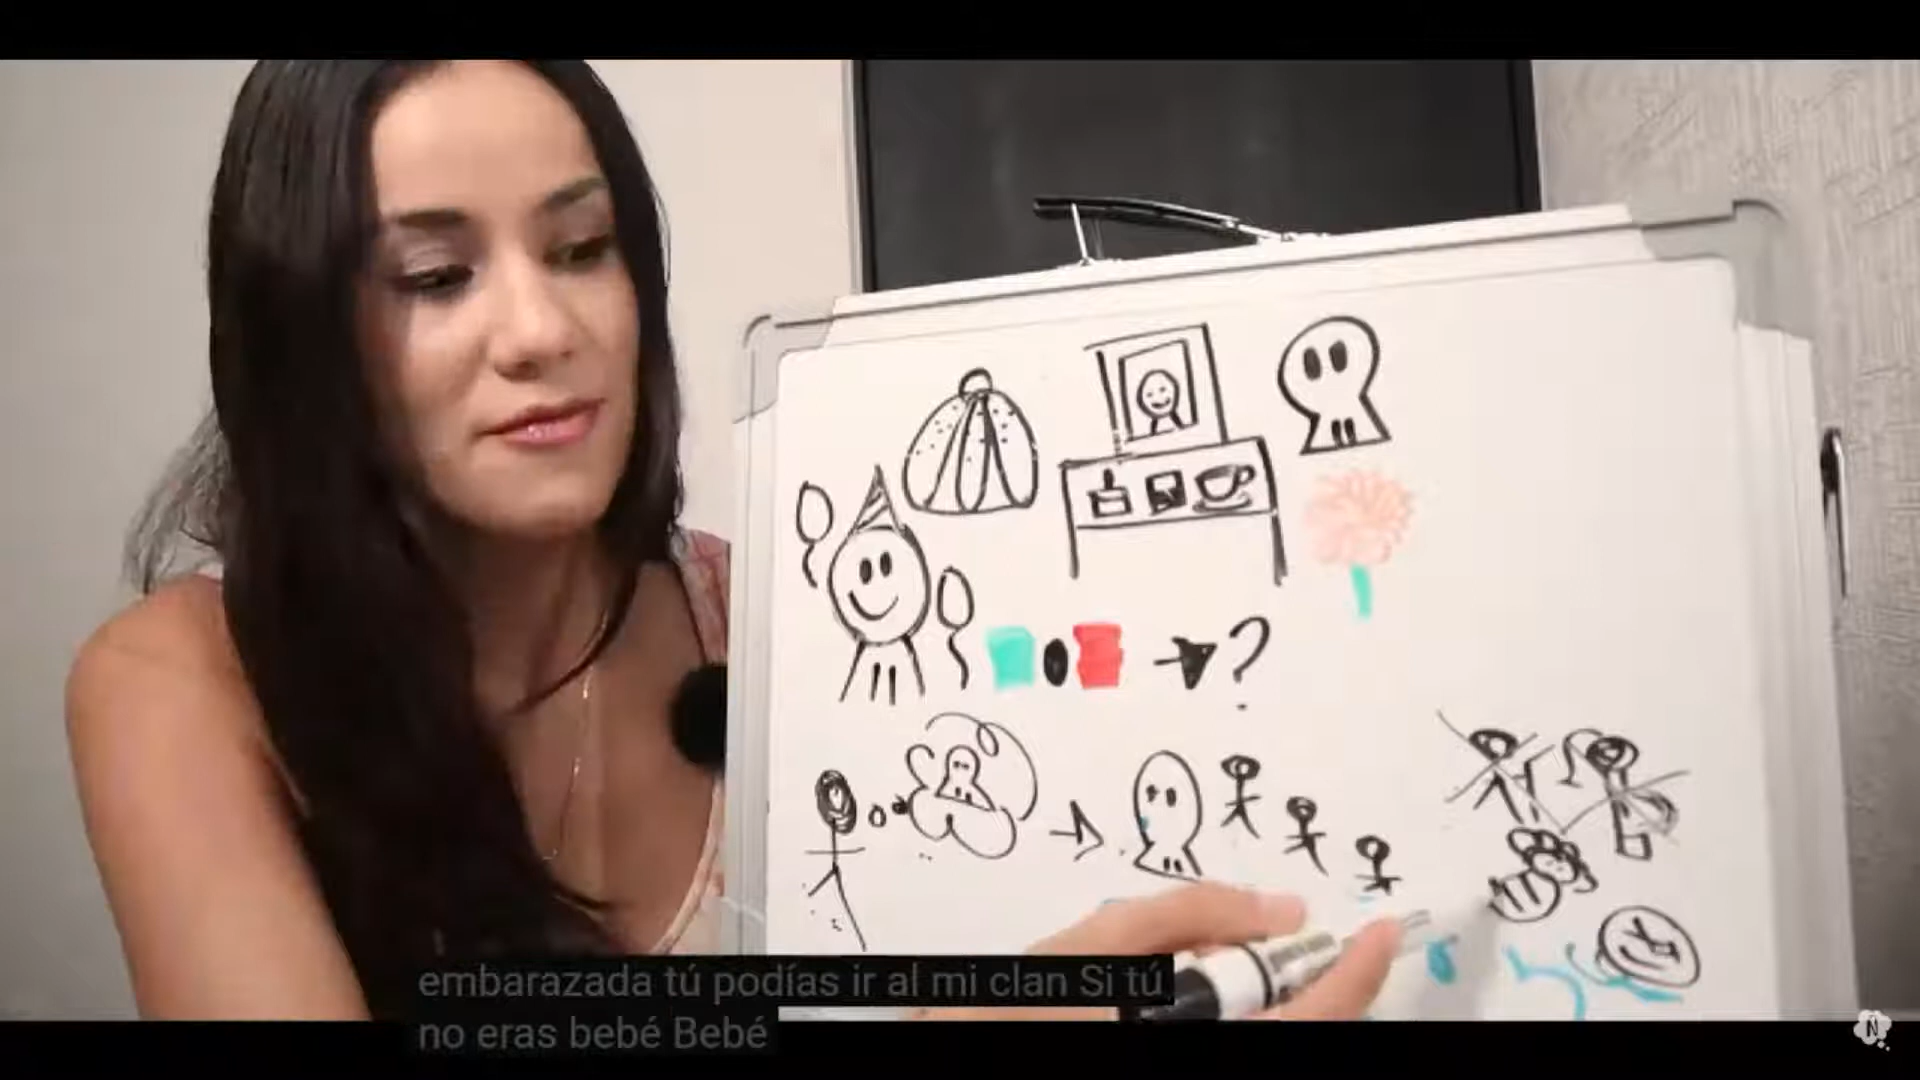 ?
embarazada tú podías ir al mi clan Si tú
no eras bebé Bebé
Ñ